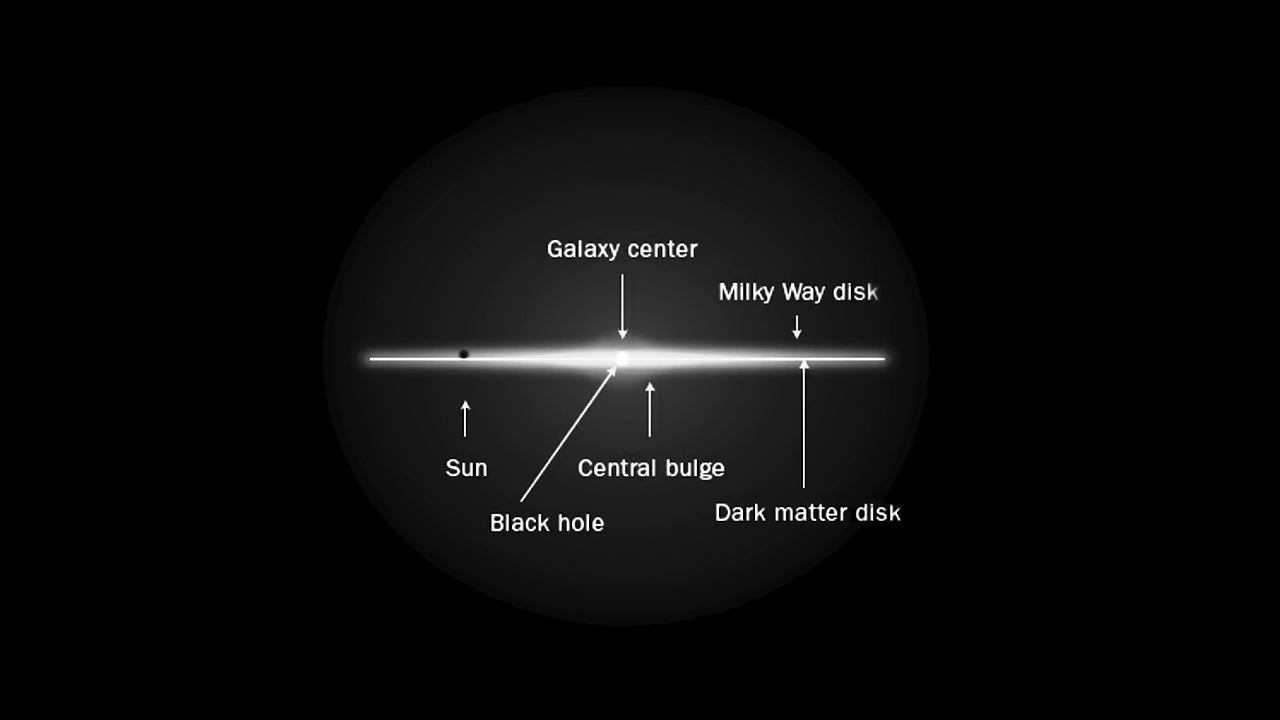 Galaxy center
Milky Way disk
Sun
Central bulge
Black hole
Dark matter disk